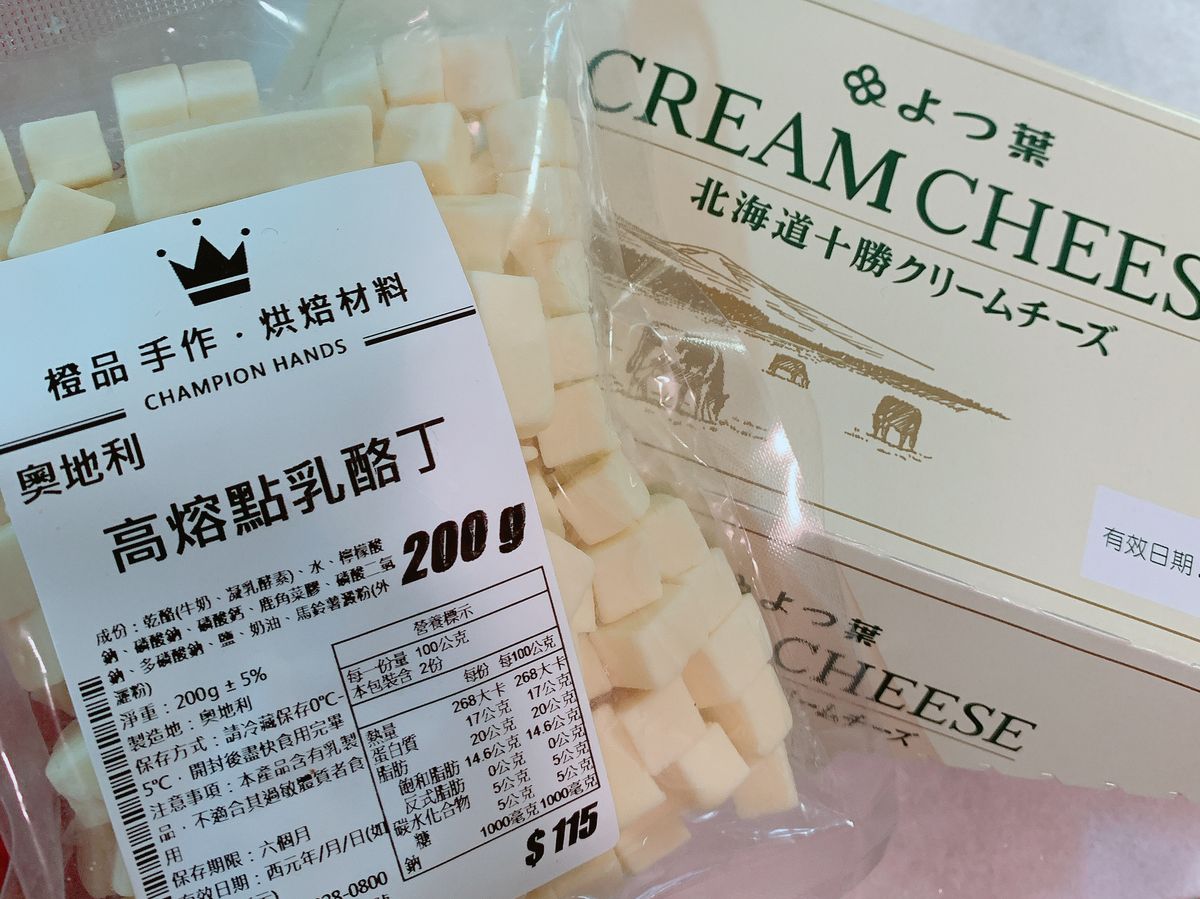 橙品手作·烘焙材料
CHAMPION HANDS
奧地利
高熔點乳酪丁
200 g
成份：乾酪(牛奶、凝乳酵素)、水、檸檬酸
鈉、磷酸鈉、磷酸鈣、鹿角菜膠、磷酸二氫
鈉、多磷酸鈉、鹽、奶油、馬鈴薯澱粉(外
灑粉)
淨重：200g ± 5%
製造地：奧地利
保存方式：請冷藏保存0℃-
5℃．開封後盡快食用完畢
注意事項：本產品含有乳製
品．不適合其過敏體質者食
用
保存期限：六個月
有效日期：西元年/月/日(如
28-0800
營養標示
每一份量 100公克
本包裝含 2份
每份 每100公克
熱量 268大卡 268大卡
蛋白質 17公克 17公克
脂肪 20公克 20公克
飽和脂肪 14.6公克 14.6公克
反式脂肪 0公克 0公克
碳水化合物 5公克 5公克
糖 5公克 5公克
鈉 1000毫克 1000毫克
$ 115
よつ葉
CREAM CHEES
北海道十勝クリームチーズ
有效日期
よつ葉
CHEESE
ームチーズ